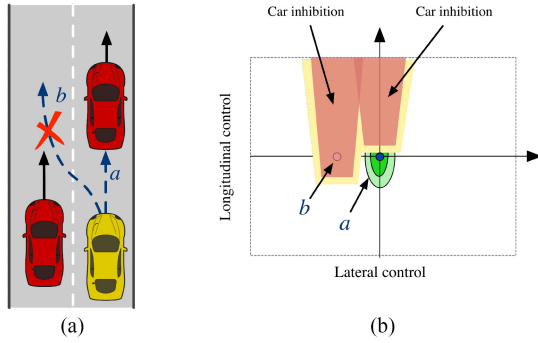 b
a
(a)
Car inhibition
Car inhibition
Longitudinal control
b
a
Lateral control
(b)